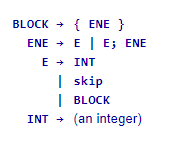 BLOCK → { ENE }
ENE → E | E; ENE
E → INT
| skip
| BLOCK
INT → (an integer)